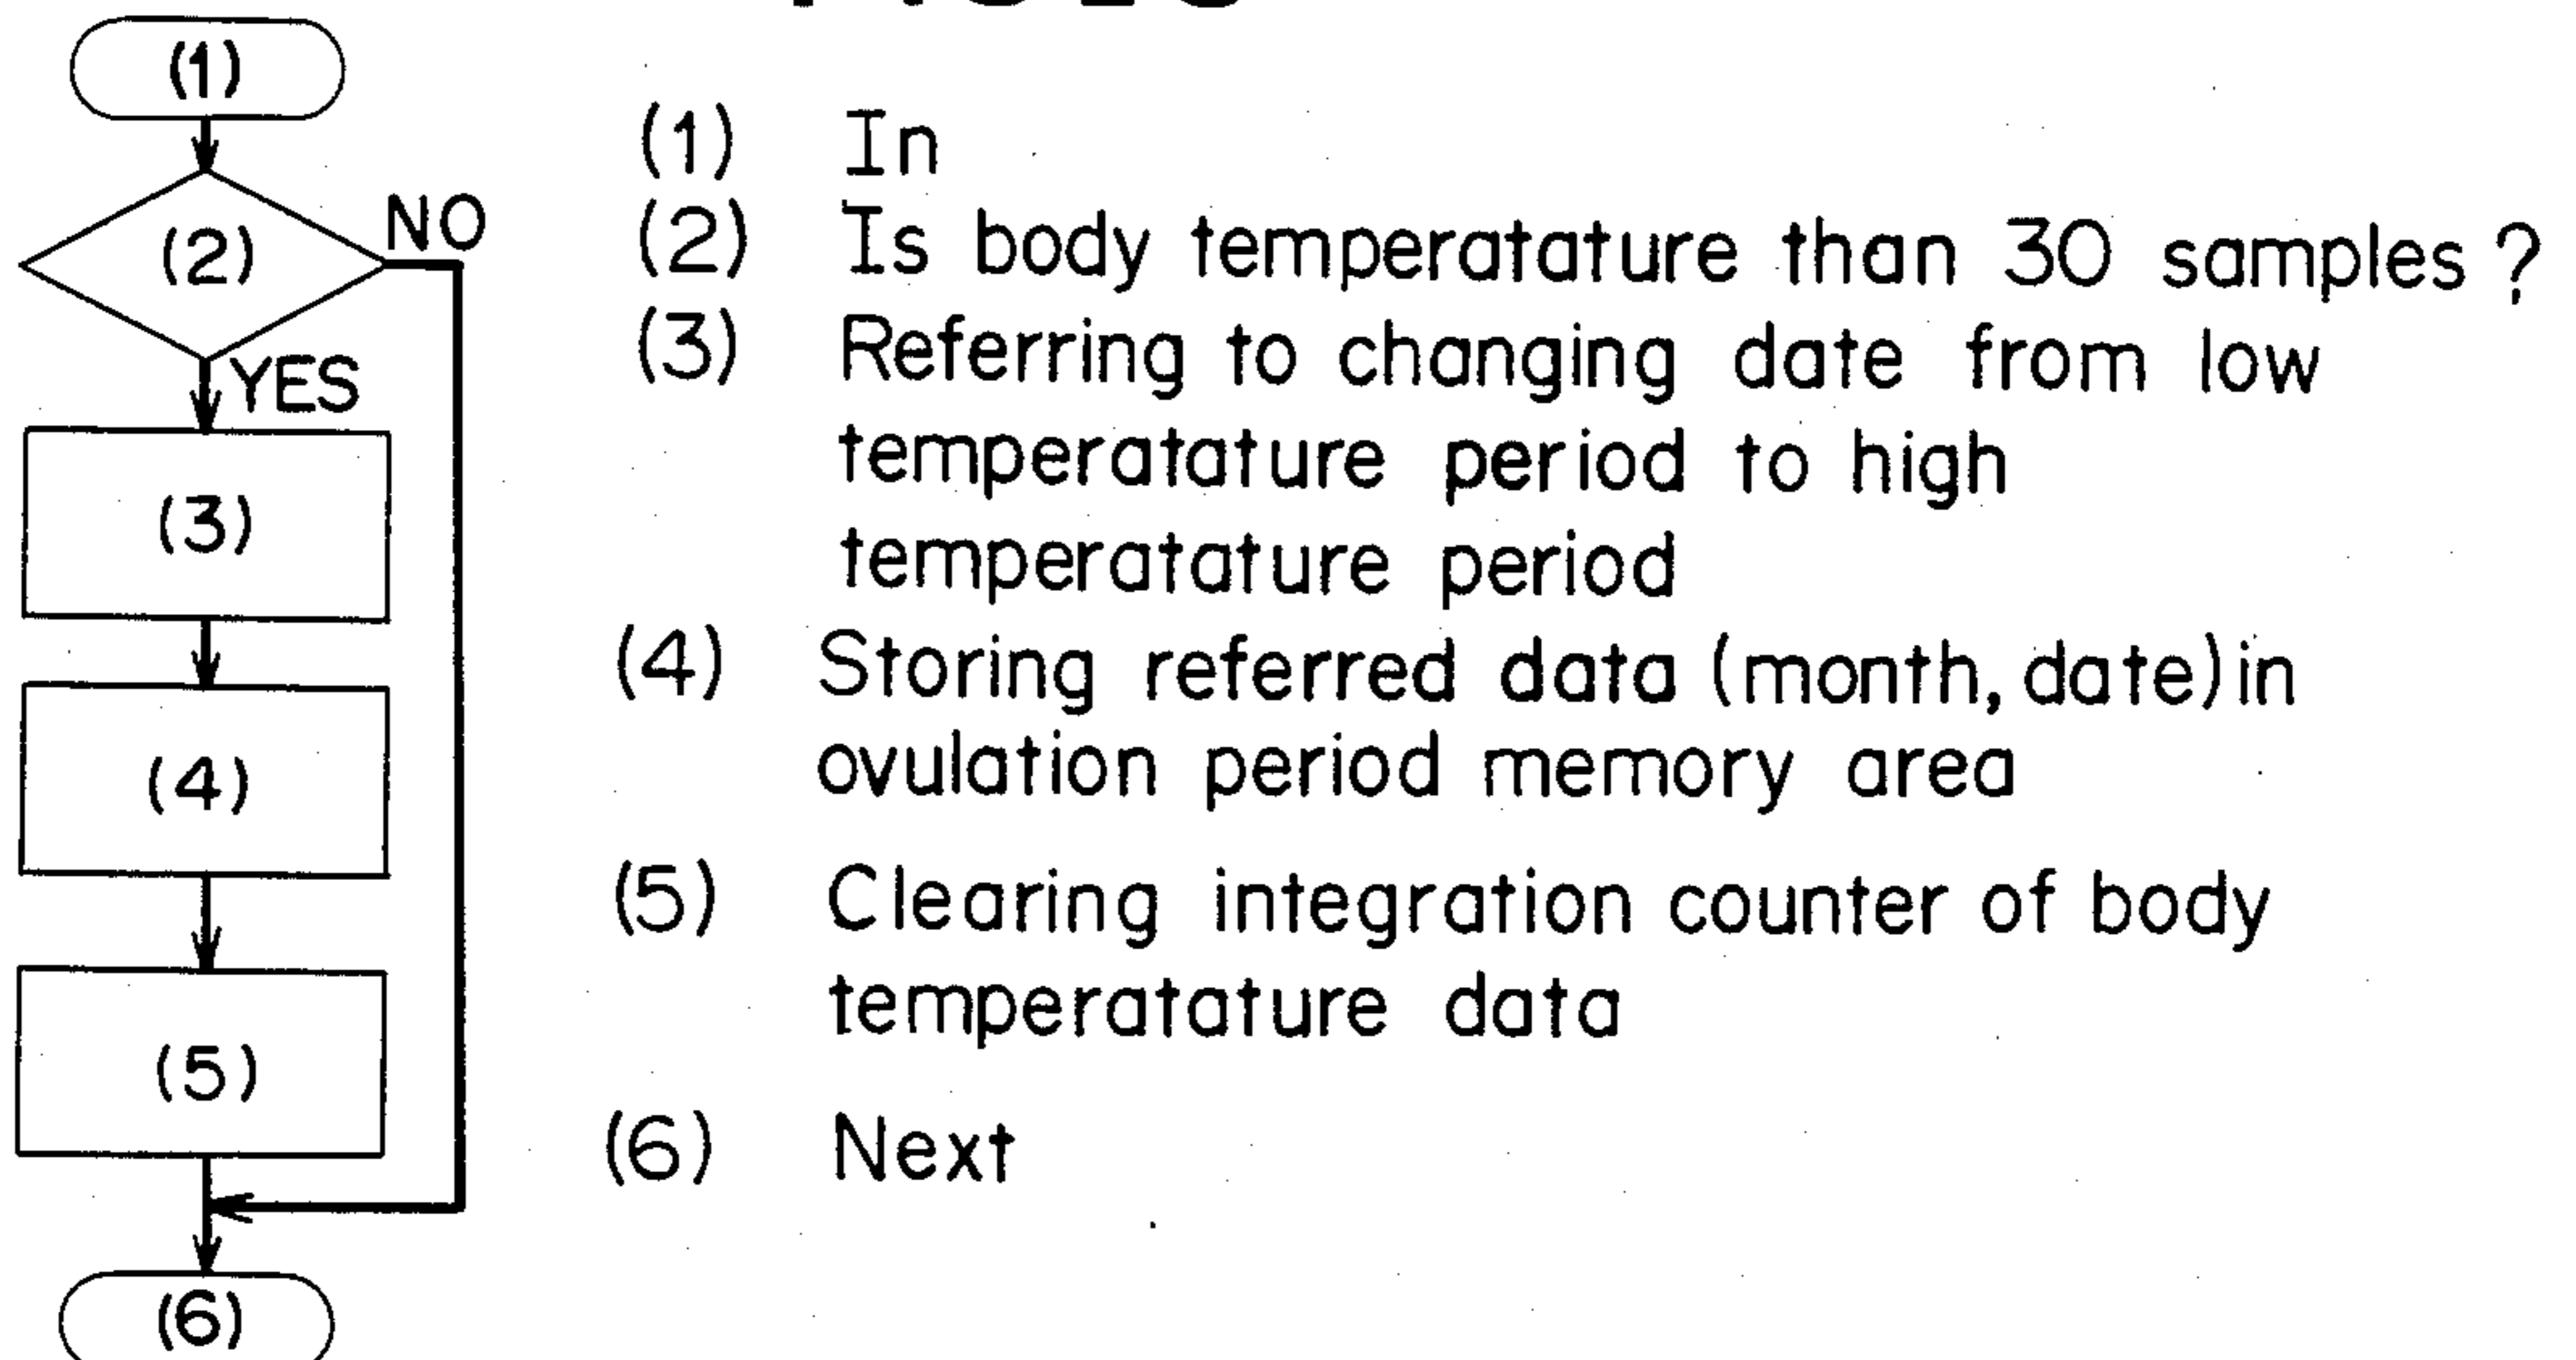 (1)
(2)
NO
YES
(3)
(4)
(5)
(6)
(1) In
(2) Is body temperatature than 30 samples?
(3) Referring to changing date from low
temperatature period to high
temperatature period
(4) Storing referred data (month, date) in
ovulation period memory area
(5) Clearing integration counter of body
temperatature data
(6) Next